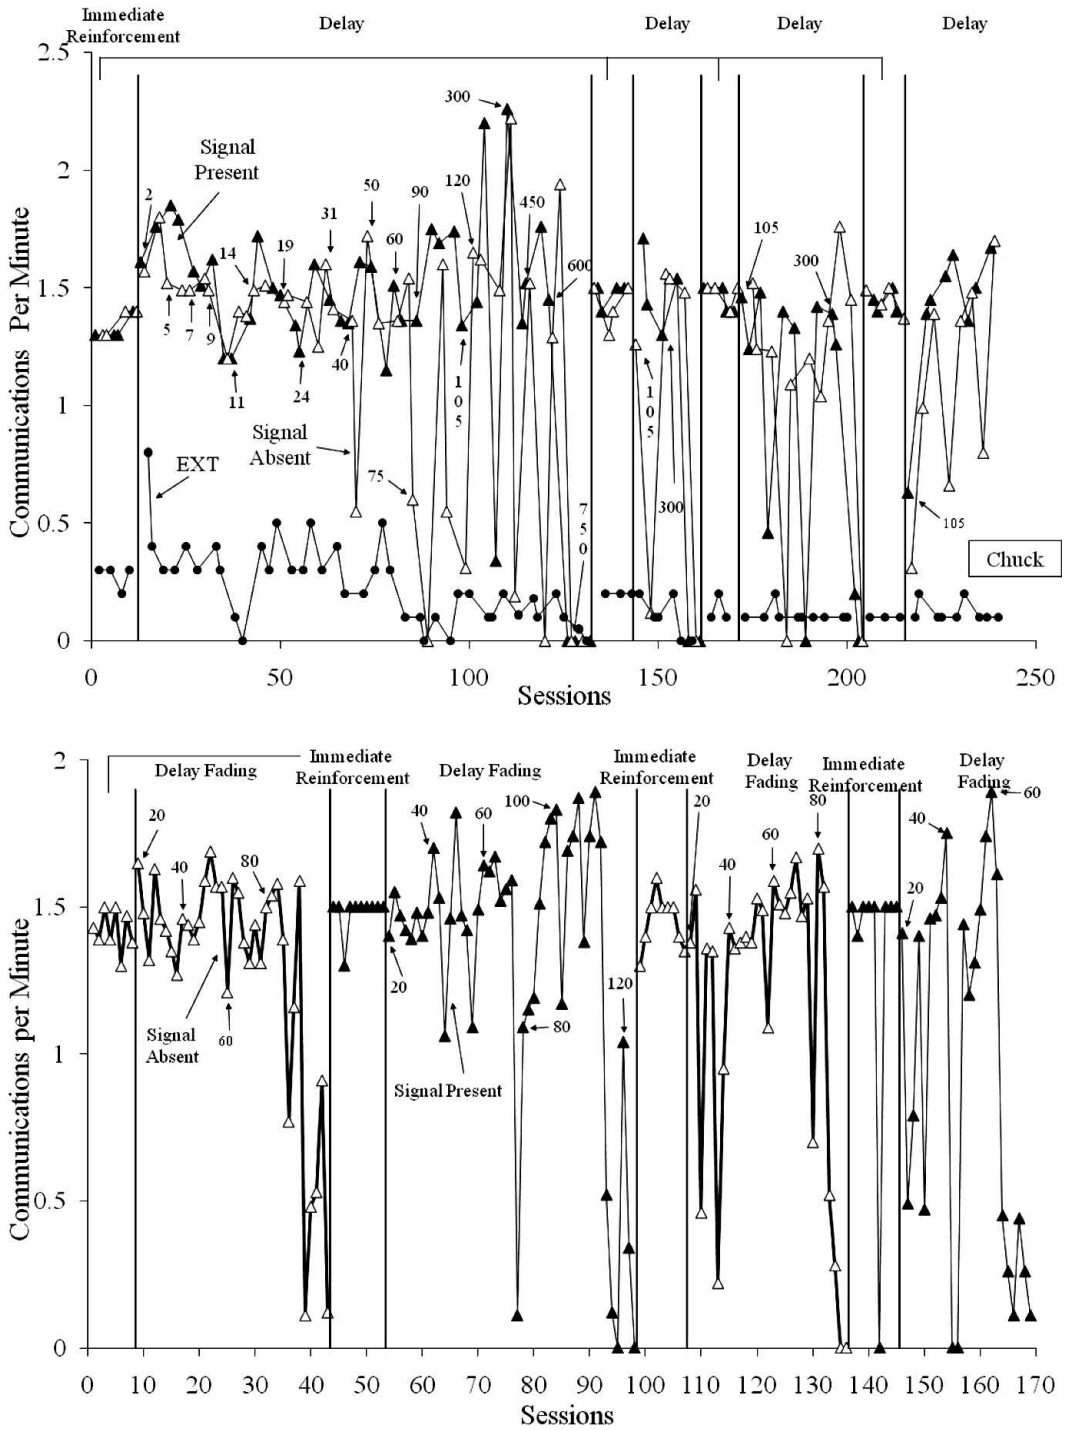 Immediate
Reinforcement
Delay
Delay
Delay
Delay
2.5
2
1.5
1
0.5
0
Communications Per Minute
Signal
Present
2
5
7
9
11
14
19
24
31
40
50
60
75
90
105
120
300
450
600
750
Signal
Absent
EXT
105
300
105
300
105
Chuck
0
50
100
150
200
250
Sessions
2
1.5
1
0.5
0
Communications per Minute
Delay Fading
Immediate
Reinforcement
Delay Fading
Immediate
Reinforcement
Delay
Fading
Immediate
Reinforcement
Delay
Fading
20
40
80
60
Signal
Absent
20
40
60
80
100
120
Signal Present
20
40
60
80
20
40
60
0
10
20
30
40
50
60
70
80
90
100
110
120
130
140
150
160
170
Sessions